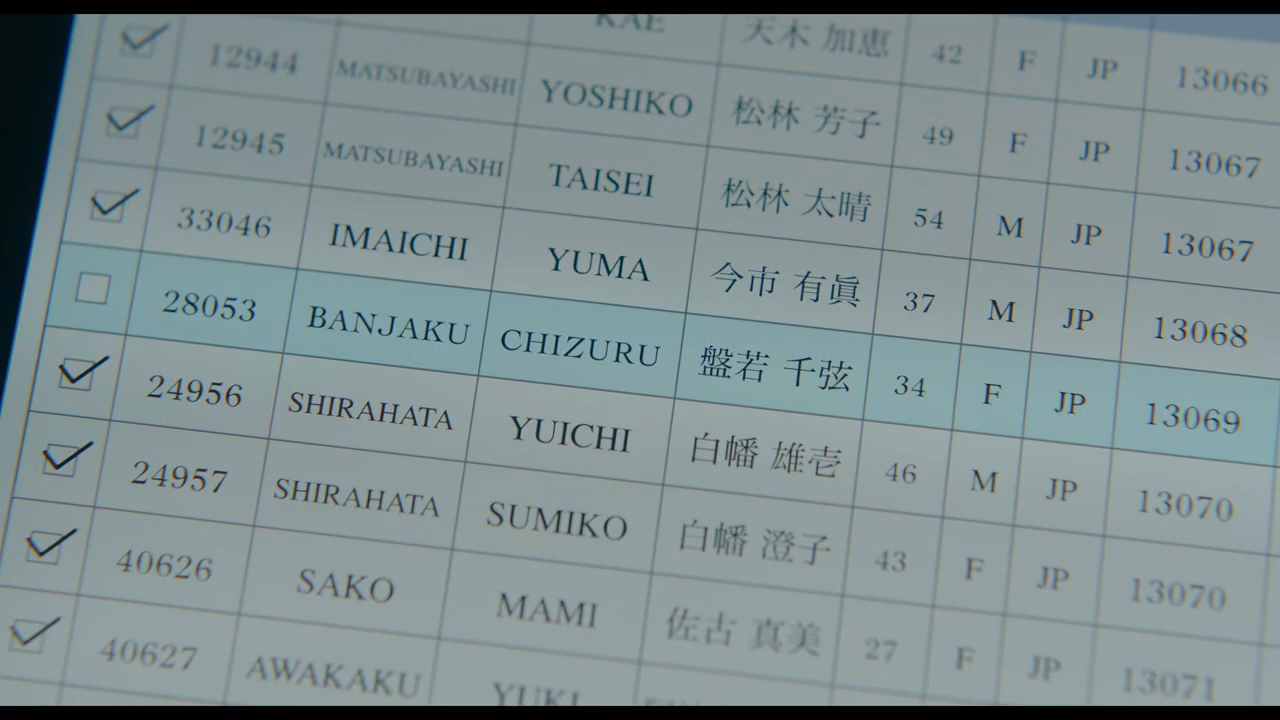 KAE 天木 加恵 42 F JP 13066
12944 MATSUBAYASHI YOSHIKO 松林 芳子 49 F JP 13067
12945 MATSUBAYASHI TAISEI 松林 太晴 54 M JP 13067
33046 IMAICHI YUMA 今市 有眞 37 M JP 13068
28053 BANJAKU CHIZURU 盤若 千弦 34 F JP 13069
24956 SHIRAHATA YUICHI 白幡 雄壱 46 M JP 13070
24957 SHIRAHATA SUMIKO 白幡 澄子 43 F JP 13070
40626 SAKO MAMI 佐古 真美 27 F JP 13071
40627 AWAKAKU YUKI